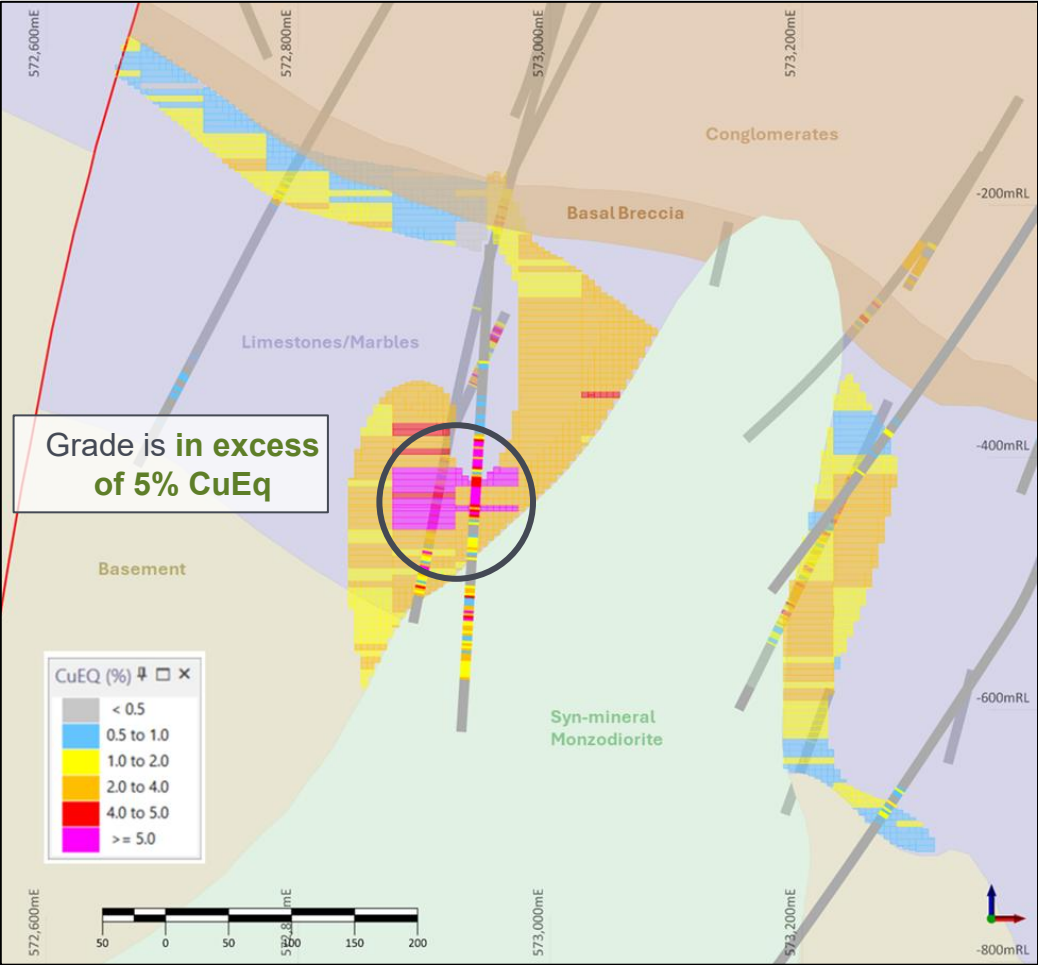 572,600mE
572,800mE
573,000mE
573,200mE
Conglomerates
-200mRL
Basal Breccia
Limestones/Marbles
-400mRL
Grade is in excess
of 5% CuEq
Basement
CuEQ (%)
< 0.5
0.5 to 1.0
1.0 to 2.0
2.0 to 4.0
4.0 to 5.0
>= 5.0
-600mRL
Syn-mineral
Monzodiorite
572,600mE
572,800mE
573,000mE
573,200mE
50 0 50 100 150 200
-800mRL